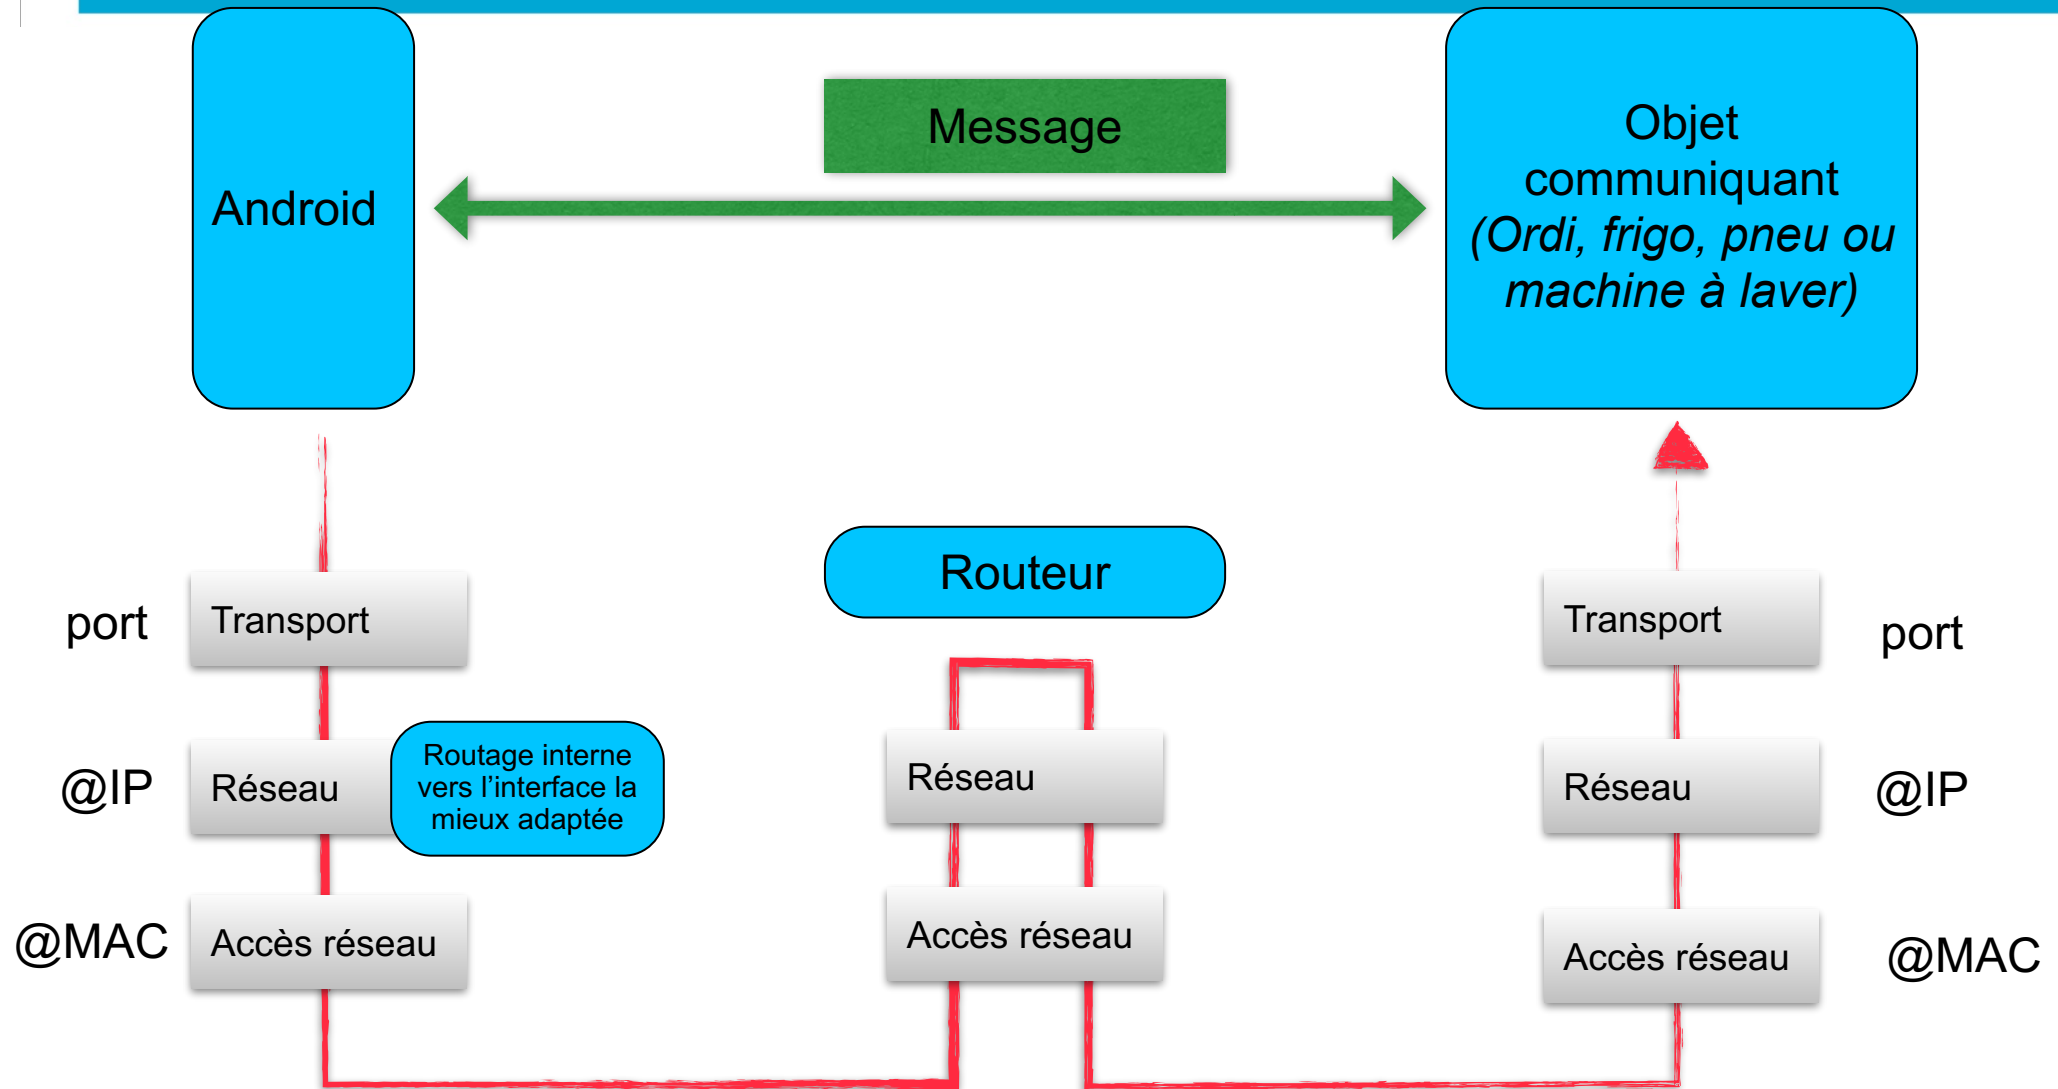 Message
Android
Objet
communiquant
(Ordi, frigo, pneu ou
machine à laver)
Routeur
port
Transport
Transport
port
@IP
Réseau
Routage interne
vers l’interface la
mieux adaptée
Réseau
Réseau
@IP
@MAC
Accès réseau
Accès réseau
Accès réseau
@MAC